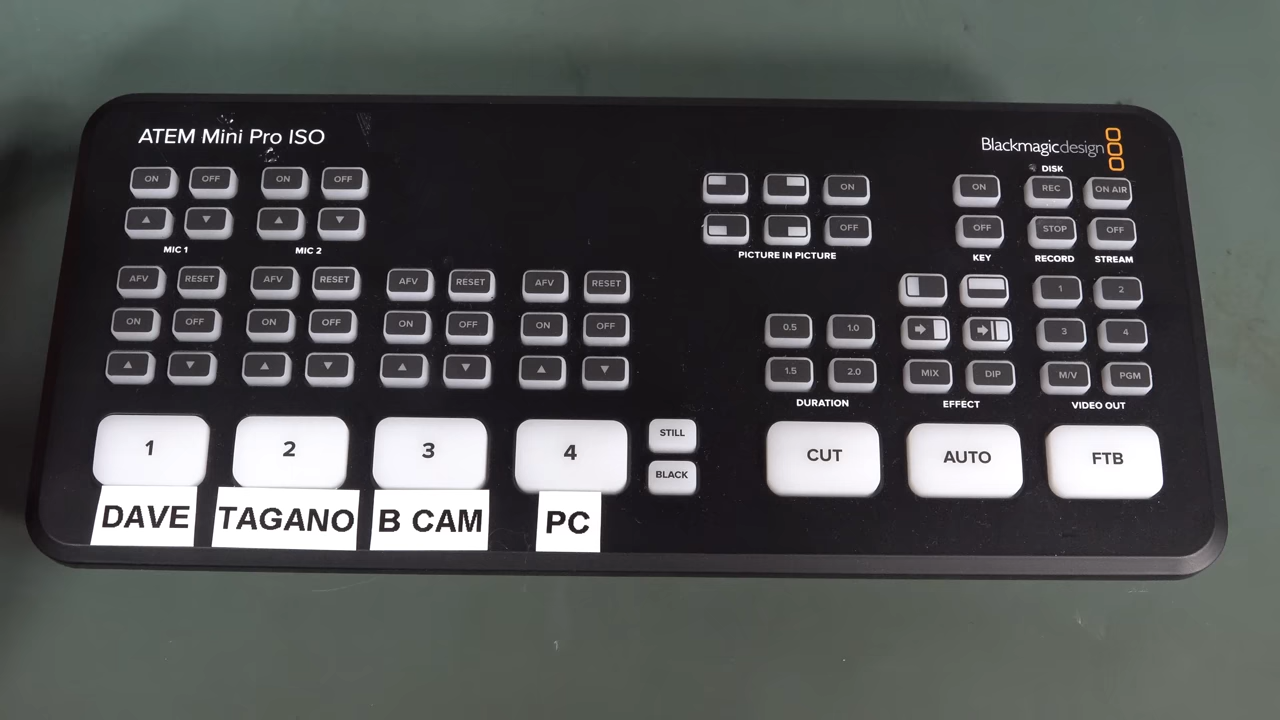 ATEM Mini Pro ISO
Blackmagicdesign
DISK
ON OFF ON OFF
ON
ON REC ON AIR
MIC 1 MIC 2
OFF
OFF STOP OFF
PICTURE IN PICTURE
KEY RECORD STREAM
AFV RESET AFV RESET AFV RESET AFV RESET
1 2
ON OFF ON OFF ON OFF ON OFF
0.5 1.0
3 4
1.5 2.0
MIX DIP
M/V PGM
DURATION EFFECT VIDEO OUT
1 2 3 4
STILL
BLACK
CUT AUTO FTB
DAVE TAGANO B CAM PC